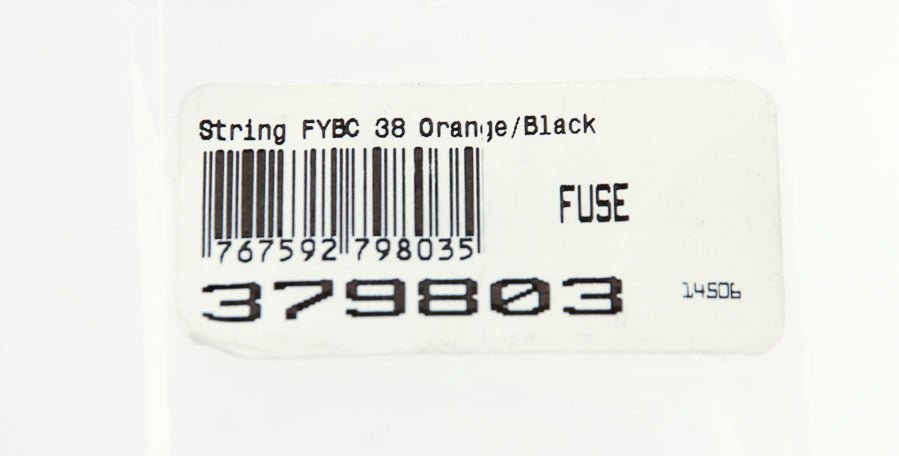 String FYBC 38 Orange/Black
FUSE
767592 798035
379803
14506